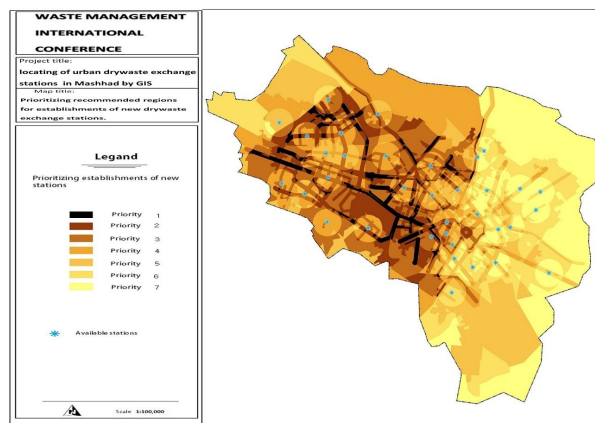 WASTE MANAGEMENT
INTERNATIONAL
CONFERENCE
Project title:
locating of urban drywaste exchange
stations in Mashhad by GIS
Map title:
Prioritizing recommended regions
for establishments of new drywaste
exchange stations.
Legand
Prioritizing establishments of new
stations
Priority 1
Priority 2
Priority 3
Priority 4
Priority 5
Priority 6
Priority 7
Available stations
Scale 1:100,000